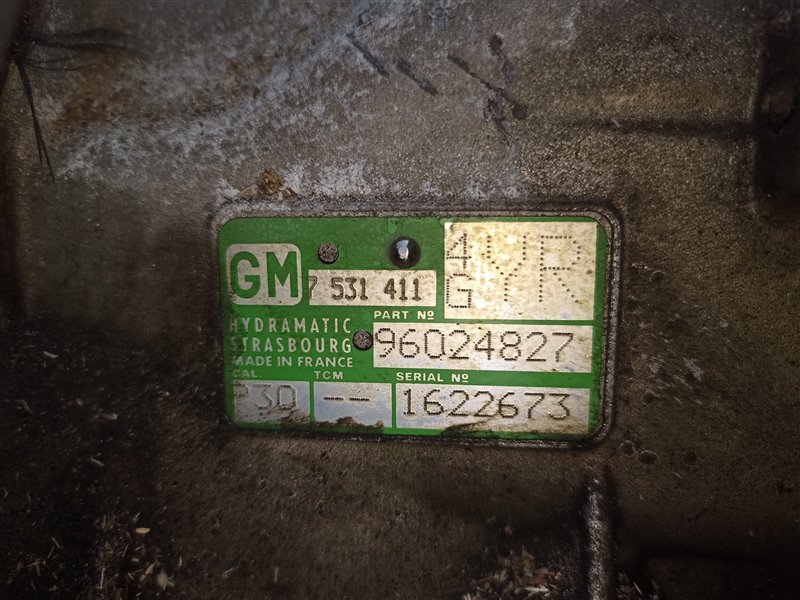 GM
7 531 411
4VR
GYR
HYDRAMATIC
STRASBOURG
MADE IN FRANCE
PART Nº
96024827
CAL.
P30
TCM
--
SERIAL Nº
1622673